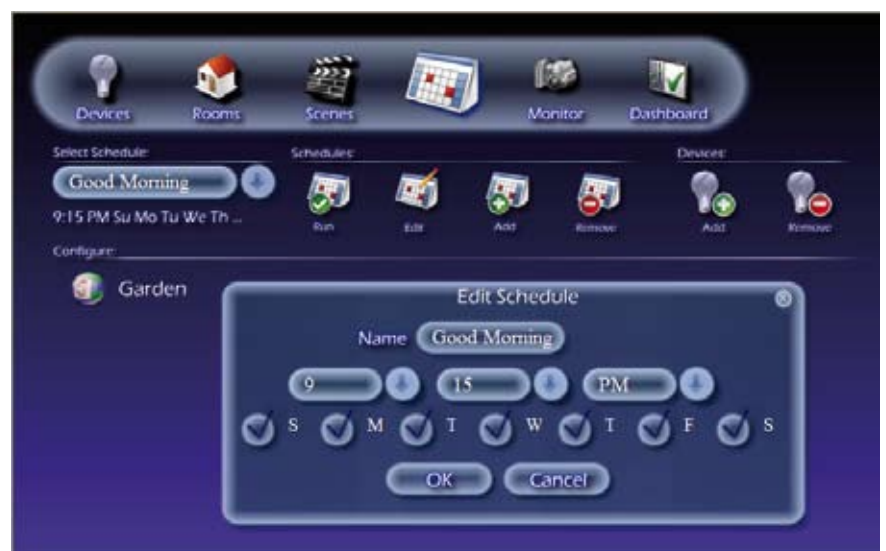 Devices Rooms Scenes Monitor Dashboard
Select Schedule: Schedules: Devices:
Good Morning
9:15 PM Su Mo Tu We Th ...
Run Edit Add Remove Add Remove
Configure:
Garden
Edit Schedule
Name Good Morning
9 15 PM
S M T W T F S
OK Cancel